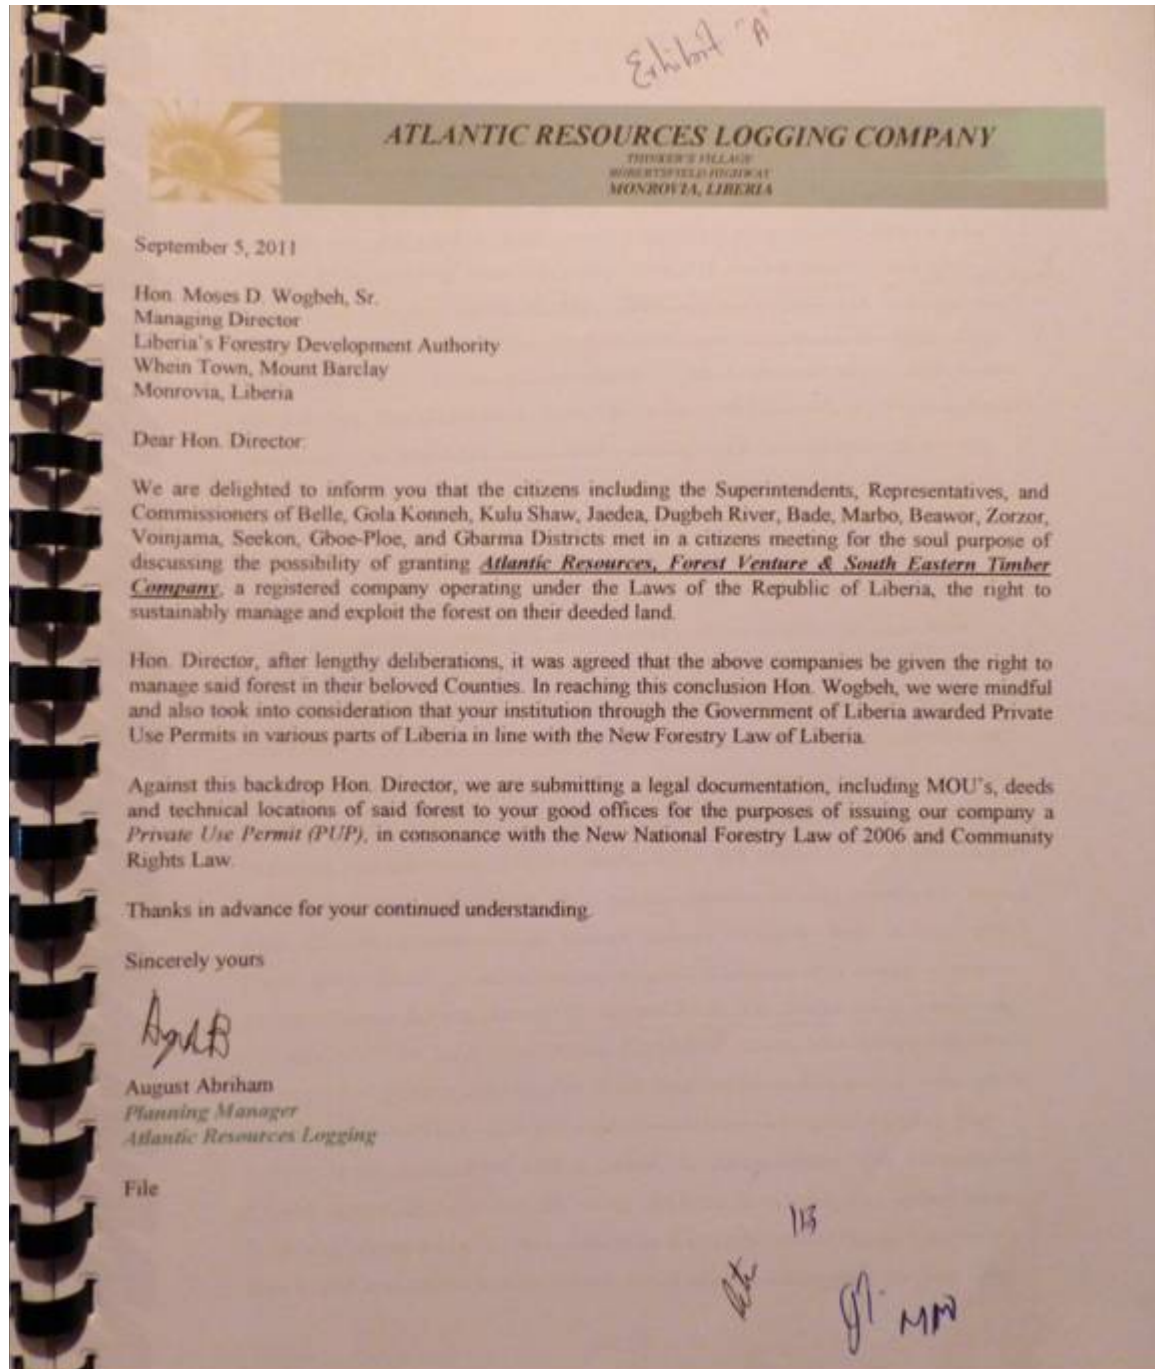 Exhibit "A"
ATLANTIC RESOURCES LOGGING COMPANY
THINKER'S VILLAGE
ROBERTSFIELD HIGHWAY
MONROVIA, LIBERIA
September 5, 2011
Hon. Moses D. Wogbeh, Sr.
Managing Director
Liberia's Forestry Development Authority
Whein Town, Mount Barclay
Monrovia, Liberia
Dear Hon. Director:
We are delighted to inform you that the citizens including the Superintendents, Representatives, and
Commissioners of Belle, Gola Konneh, Kulu Shaw, Jaedea, Dugbeh River, Bade, Marbo, Beawor, Zorzor,
Voinjama, Seekon, Gboe-Ploe, and Gbarma Districts met in a citizens meeting for the soul purpose of
discussing the possibility of granting Atlantic Resources, Forest Venture & South Eastern Timber
Company, a registered company operating under the Laws of the Republic of Liberia, the right to
sustainably manage and exploit the forest on their deeded land.
Hon. Director, after lengthy deliberations, it was agreed that the above companies be given the right to
manage said forest in their beloved Counties. In reaching this conclusion Hon. Wogbeh, we were mindful
and also took into consideration that your institution through the Government of Liberia awarded Private
Use Permits in various parts of Liberia in line with the New Forestry Law of Liberia.
Against this backdrop Hon. Director, we are submitting a legal documentation, including MOU's, deeds
and technical locations of said forest to your good offices for the purposes of issuing our company a
Private Use Permit (PUP), in consonance with the New National Forestry Law of 2006 and Community
Rights Law.
Thanks in advance for your continued understanding.
Sincerely yours
August Abriham
Planning Manager
Atlantic Resources Logging
File